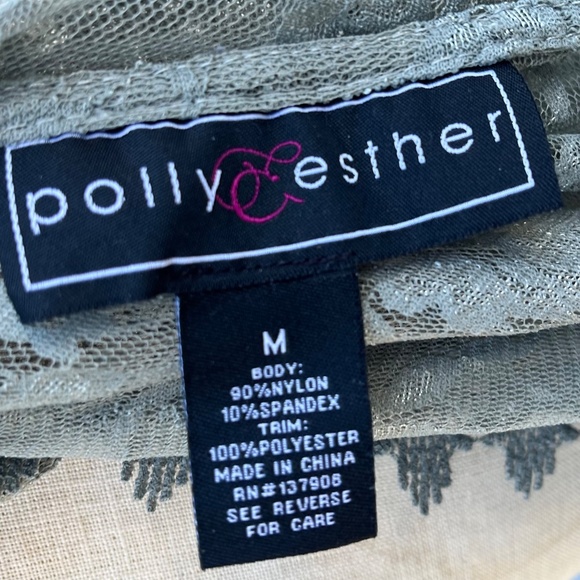 polly & esther
M
BODY:
90%NYLON
10%SPANDEX
TRIM:
100%POLYESTER
MADE IN CHINA
RN#137908
SEE REVERSE
FOR CARE